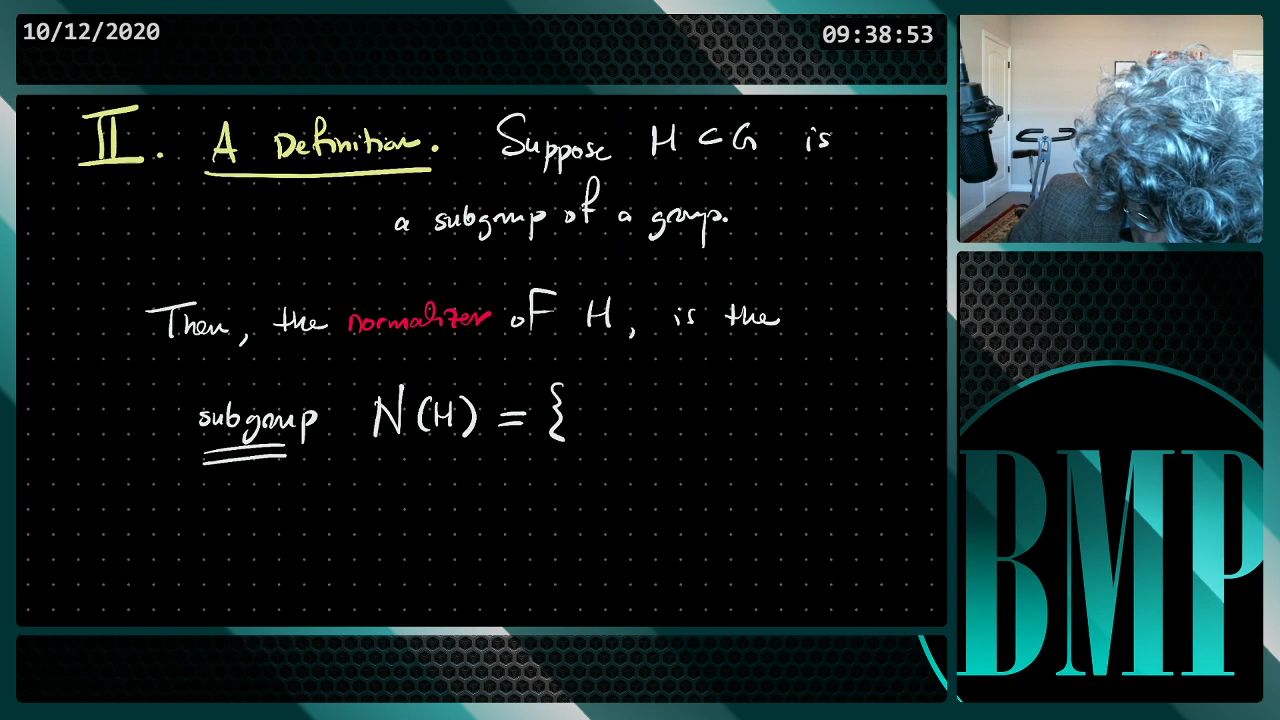 10/12/2020
09:38:53
II. A Definition. Suppose H ⊂ G is
a subgroup of a group.
Then, the normalizer of H, is the
subgroup N(H) = {
BMP